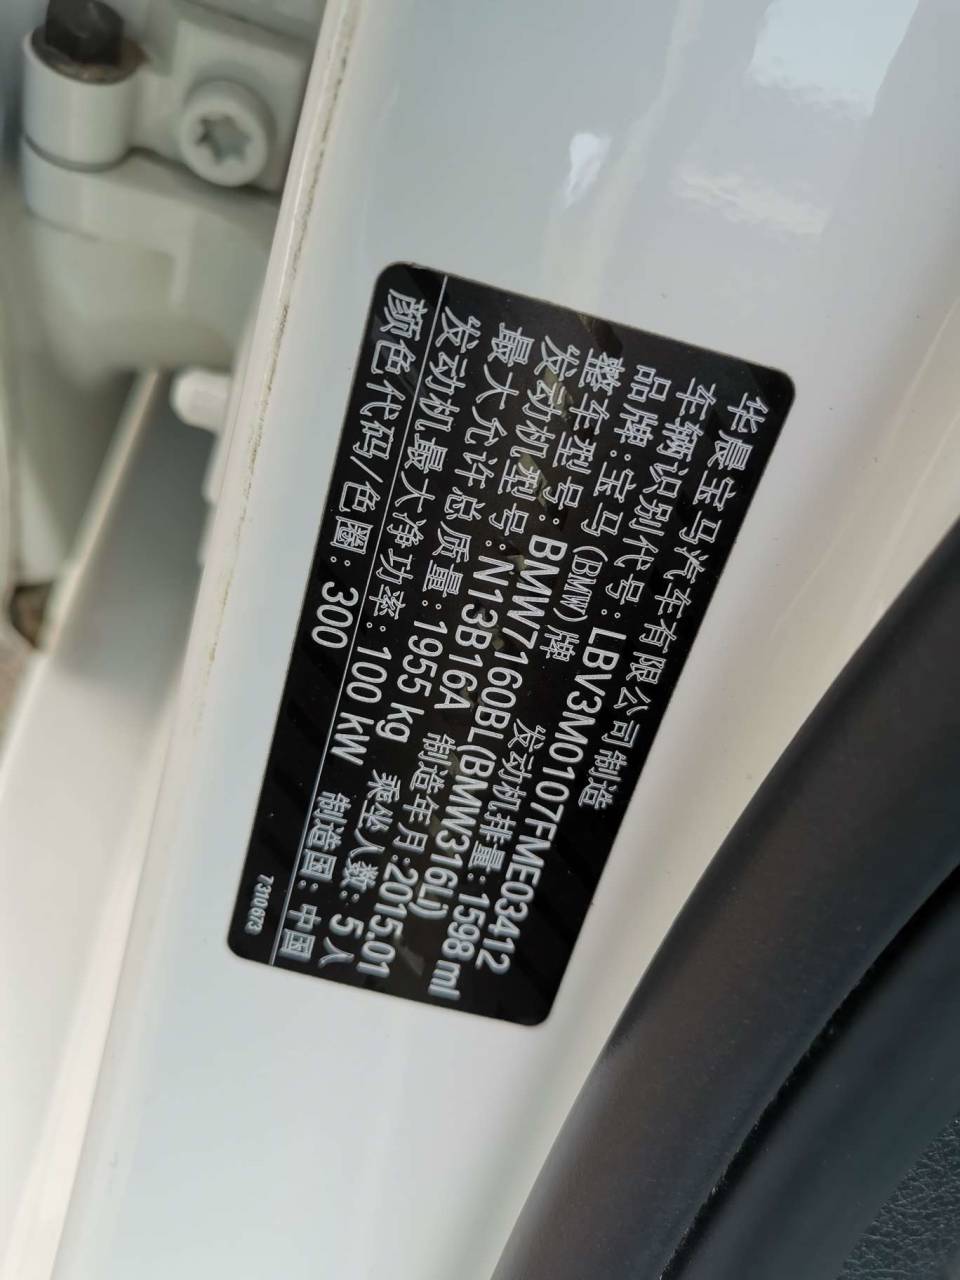 华晨宝马汽车有限公司制造
车辆识别代号: LBV3M0107FME03412
品牌: 宝马(BMW)牌 发动机排量: 1598 ml
整车型号: BMW7160BL(BMW316Li)
发动机型号: N13B16A 制造年月: 2015.01
最大允许总质量: 1955 kg 乘坐人数: 5 人
发动机最大净功率: 100 kW 制造国: 中国
颜色代码/色圈: 300 7310673